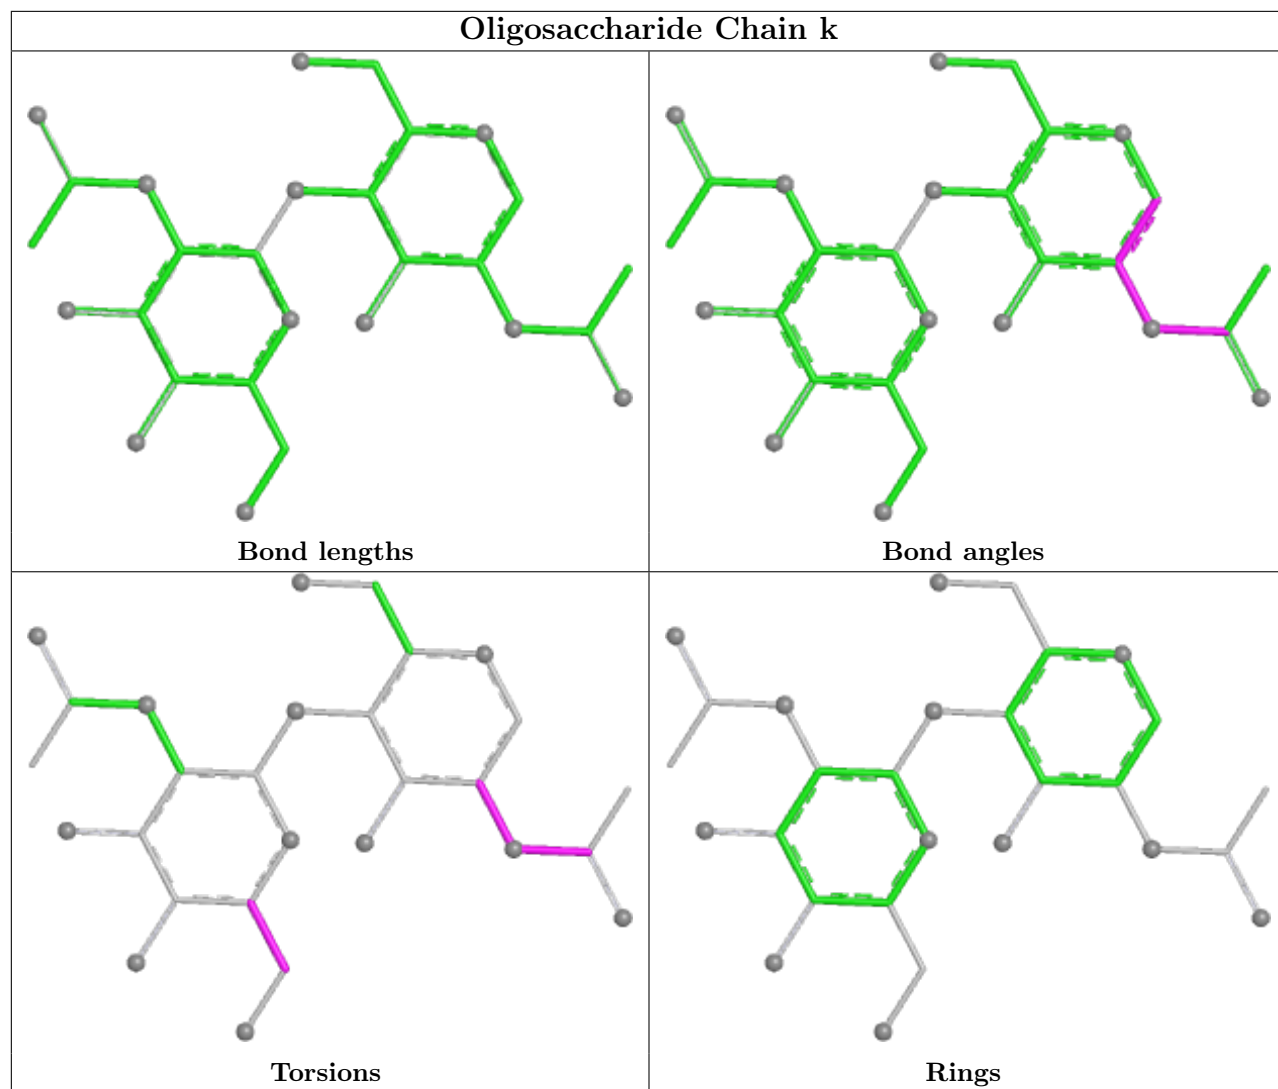 Oligosaccharide Chain k
Bond lengths
Bond angles
Torsions
Rings